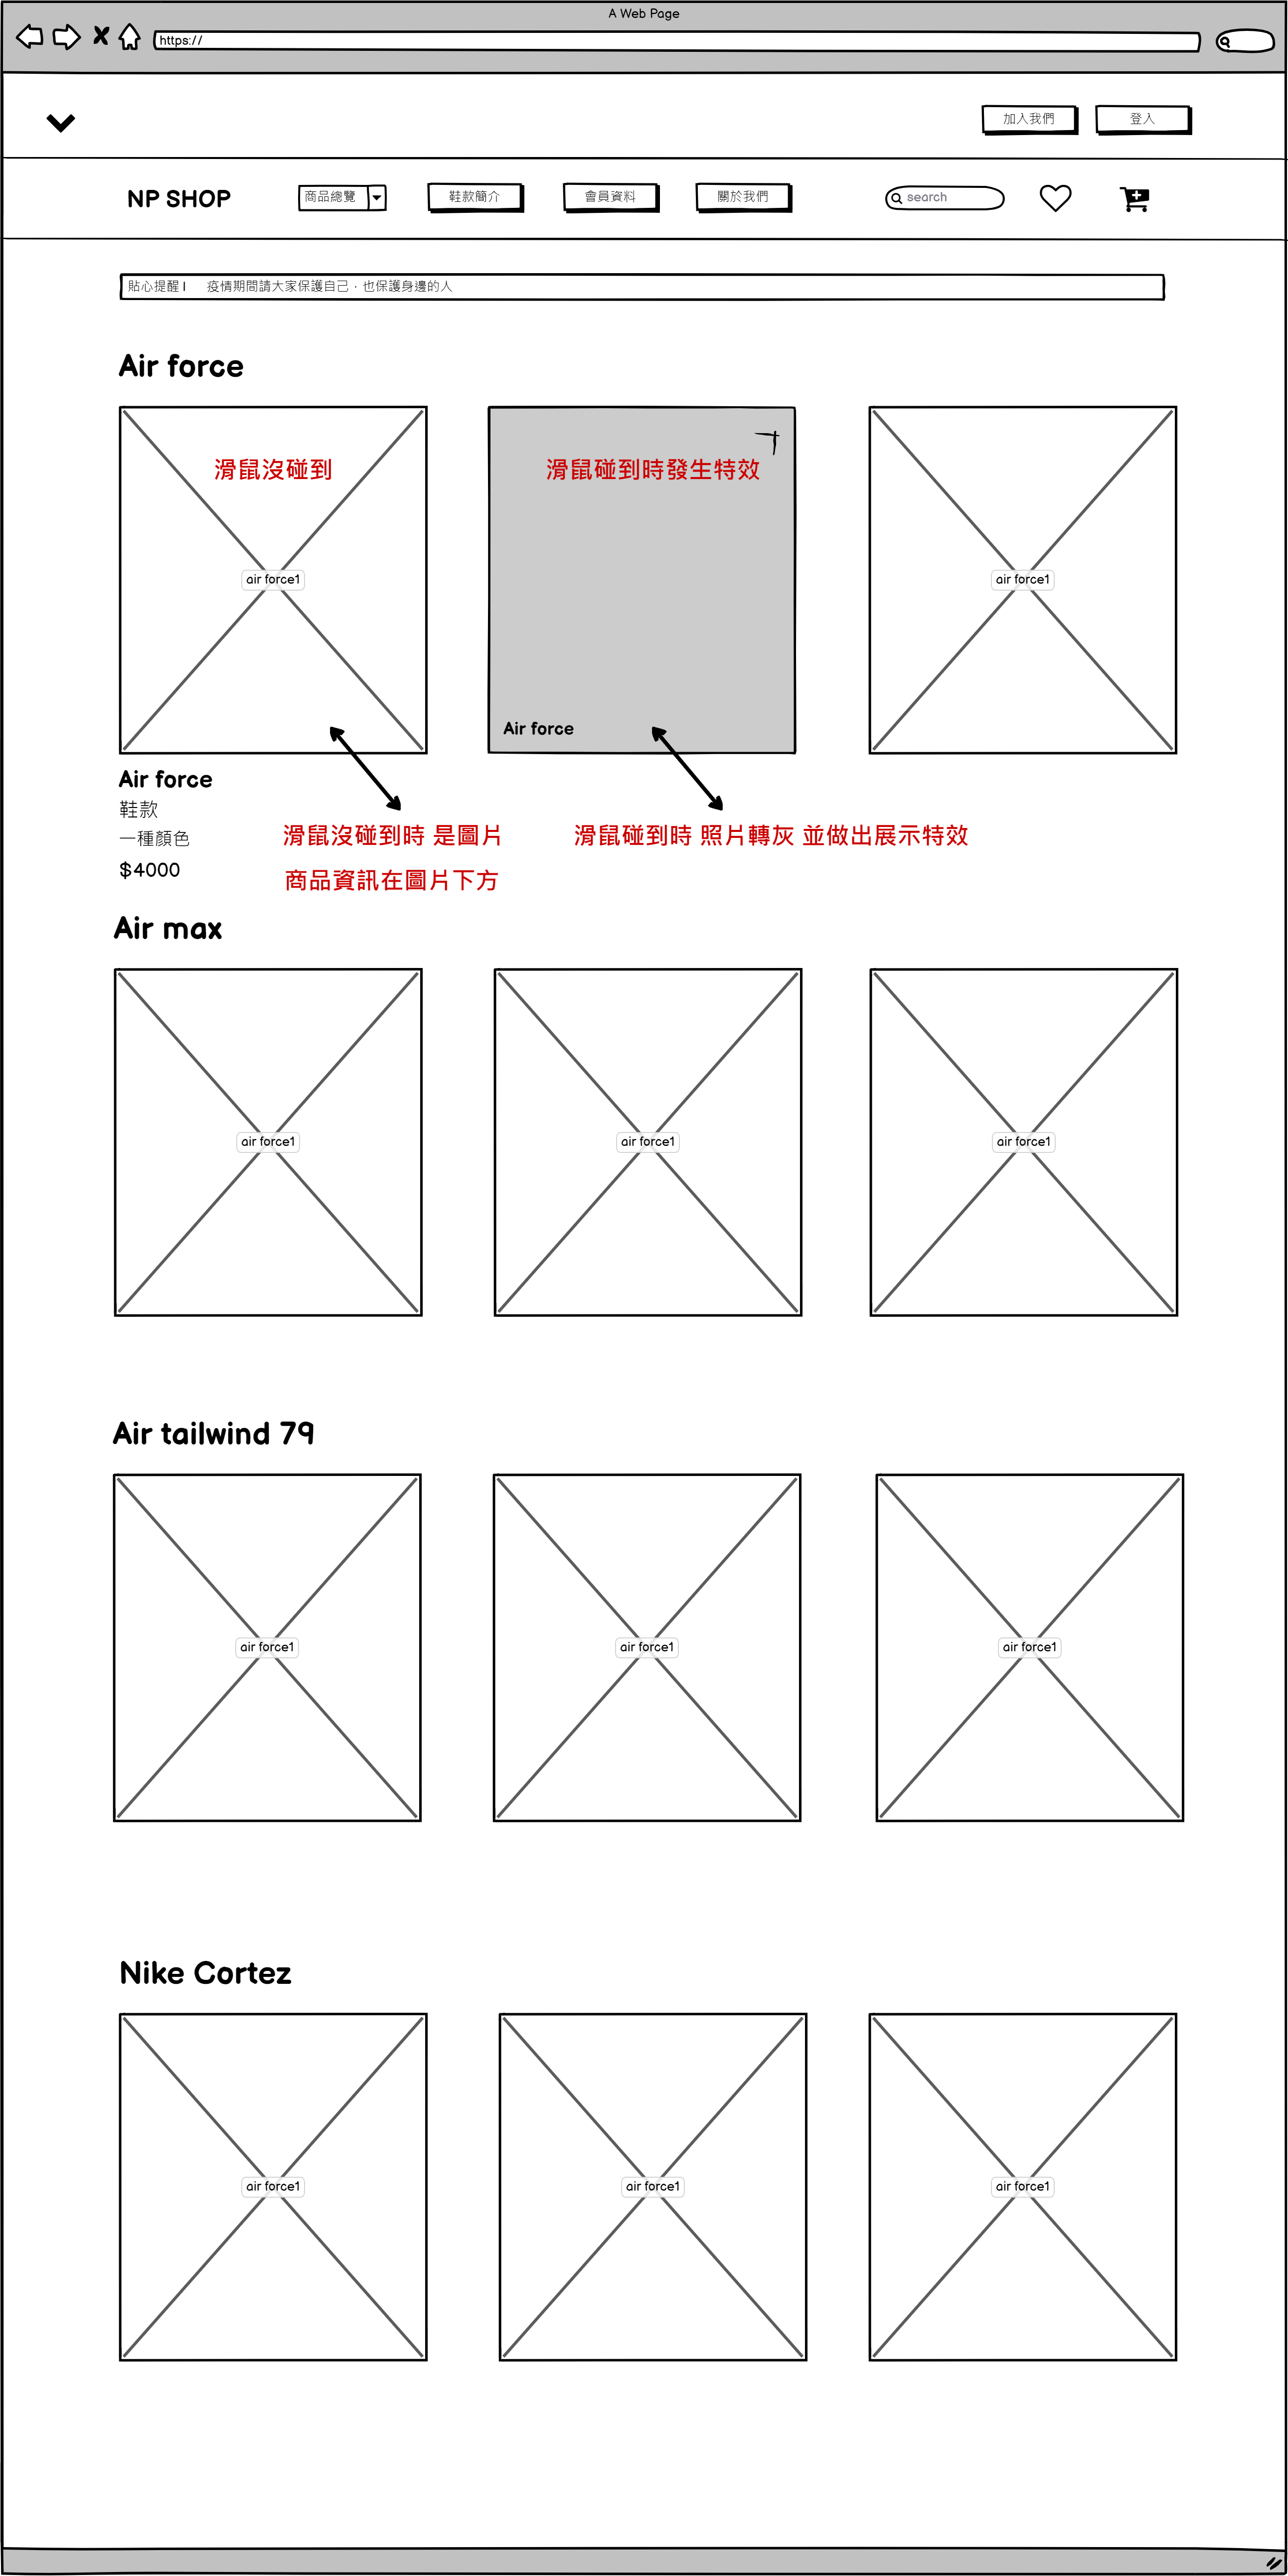 A Web Page
https://
加入我們
登入
NP SHOP
商品總覽
鞋款簡介
會員資料
關於我們
search
貼心提醒 | 疫情期間請大家保護自己，也保護身邊的人
Air force
滑鼠沒碰到
滑鼠碰到時發生特效
air force1
air force1
Air force
Air force
鞋款
一種顏色
$4000
滑鼠沒碰到時 是圖片
商品資訊在圖片下方
滑鼠碰到時 照片轉灰 並做出展示特效
Air max
air force1
air force1
air force1
Air tailwind 79
air force1
air force1
air force1
Nike Cortez
air force1
air force1
air force1